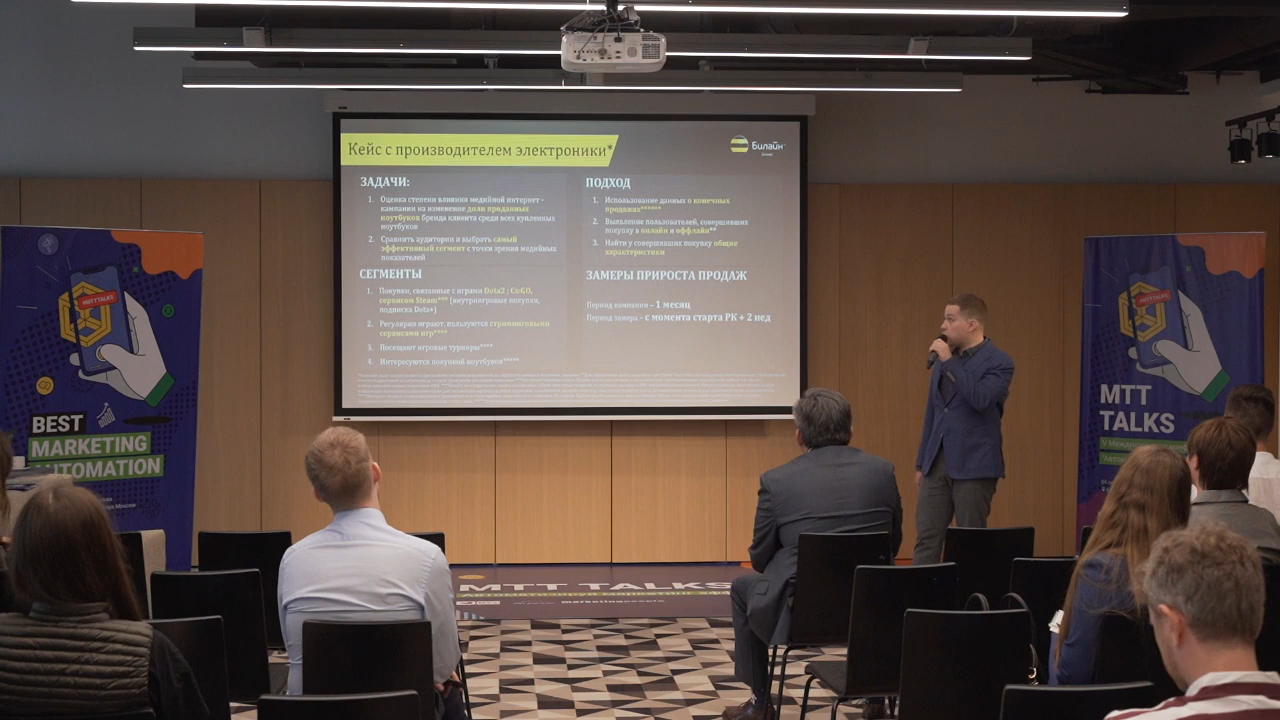 Кейс с производителем электроники*
Билайн
ЗАДАЧИ:
1. Оценка степени влияния медийной интернет -
кампании на изменение доли проданных
ноутбуков бренда клиента среди всех купленных
ноутбуков
2. Сравнить аудитории и выбрать самый
эффективный сегмент с точки зрения медийных
показателей
СЕГМЕНТЫ
1. Покупки, связанные с играми Dota2 ; Cs:GO,
сервисом Steam*** (внутриигровые покупки,
подписка Dota+)
2. Регулярно играют, пользуются стриминговыми
сервисами игр****
3. Посещают игровые турниры****
4. Интересуются покупкой ноутбуков*****
ПОДХОД
1. Использование данных о конечных
продажах******
2. Выявление пользователей, совершивших
покупку в онлайн и оффлайн**
3. Найти у совершивших покупку общие
характеристики
ЗАМЕРЫ ПРИРОСТА ПРОДАЖ
Период кампании – 1 месяц
Период замера – с момента старта РК + 2 нед
#MTTTALKS
BEST
MARKETING
AUTOMATION
Moscow
#MTTTALKS
MTT
TALKS
MTT TALKS